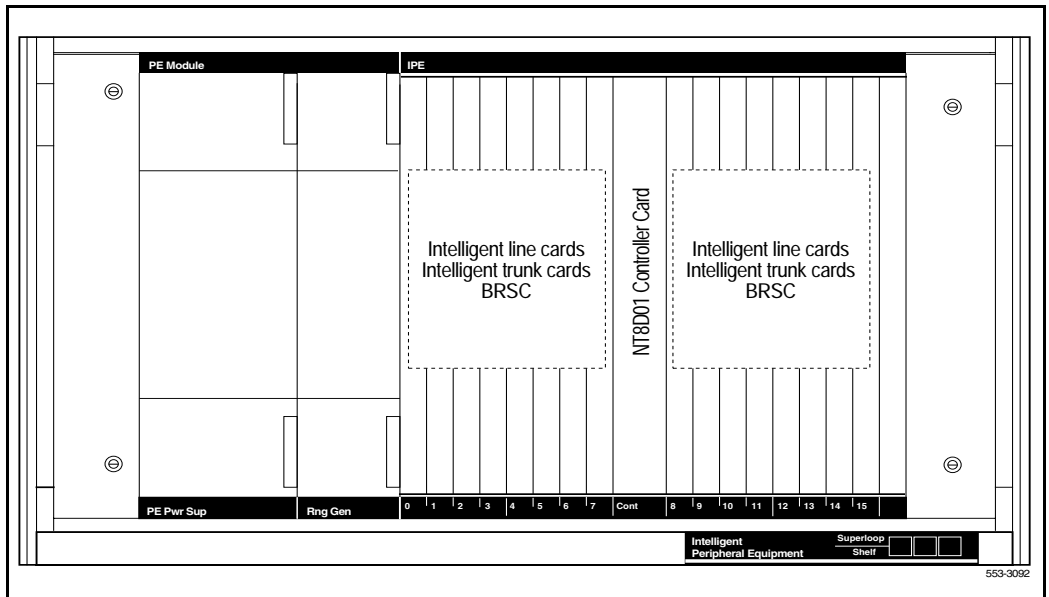 PE Module
IPE
Intelligent line cards
Intelligent trunk cards
BRSC
NT8D01 Controller Card
Intelligent line cards
Intelligent trunk cards
BRSC
PE Pwr Sup
Rng Gen
0 1 2 3 4 5 6 7 Cont 8 9 10 11 12 13 14 15
Intelligent
Peripheral Equipment
Superloop
Shelf
553-3092